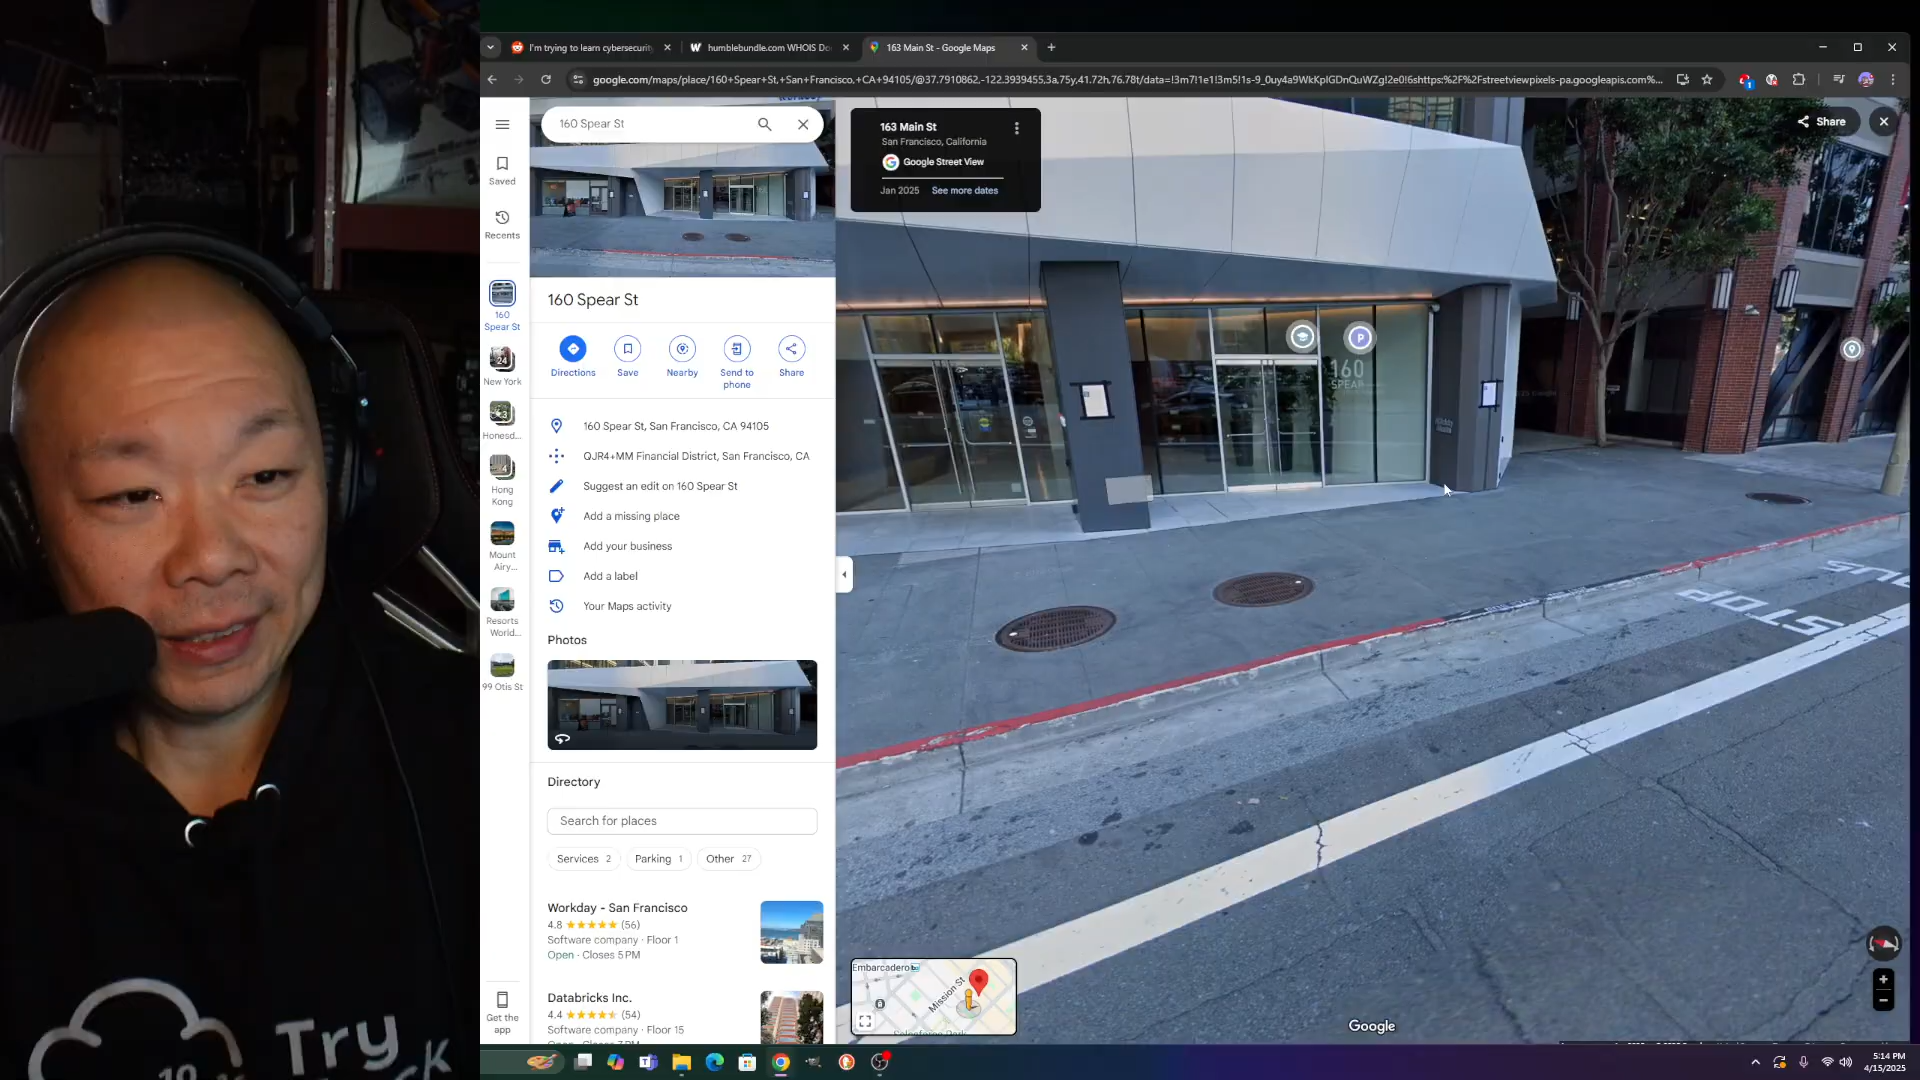 I'm trying to learn cybersecurity
humblebundle.com WHOIS Do
163 Main St - Google Maps
google.com/maps/place/160+Spear+St,+San+Francisco,+CA+94105/@37.7910862,-122.3939455,3a,75y,41.72h,76.78t/data=!3m7!1e1!3m5!1s-9_0uy4a9WkKplGDnQuWZg!2e0!6shttps:%2F%2Fstreetviewpixels-pa.googleapis.com%...
160 Spear St
Saved
Recents
160 Spear St
24
New York
Honesd...
4
Hong Kong
Mount Airy...
Resorts World...
99 Otis St
Get the app
160 Spear St
Directions
Save
Nearby
Send to phone
Share
160 Spear St, San Francisco, CA 94105
QJR4+MM Financial District, San Francisco, CA
Suggest an edit on 160 Spear St
Add a missing place
Add your business
Add a label
Your Maps activity
Photos
Directory
Search for places
Services 2
Parking 1
Other 27
Workday - San Francisco
4.8 (56)
Software company · Floor 1
Open · Closes 5 PM
Databricks Inc.
4.4 (54)
Software company · Floor 15
163 Main St
San Francisco, California
Google Street View
Jan 2025 See more dates
Share
P
160
SPEAR
STOP
BUS
Embarcadero
Mission St
Salesforce Park
Google
Try
5:14 PM
4/15/2025